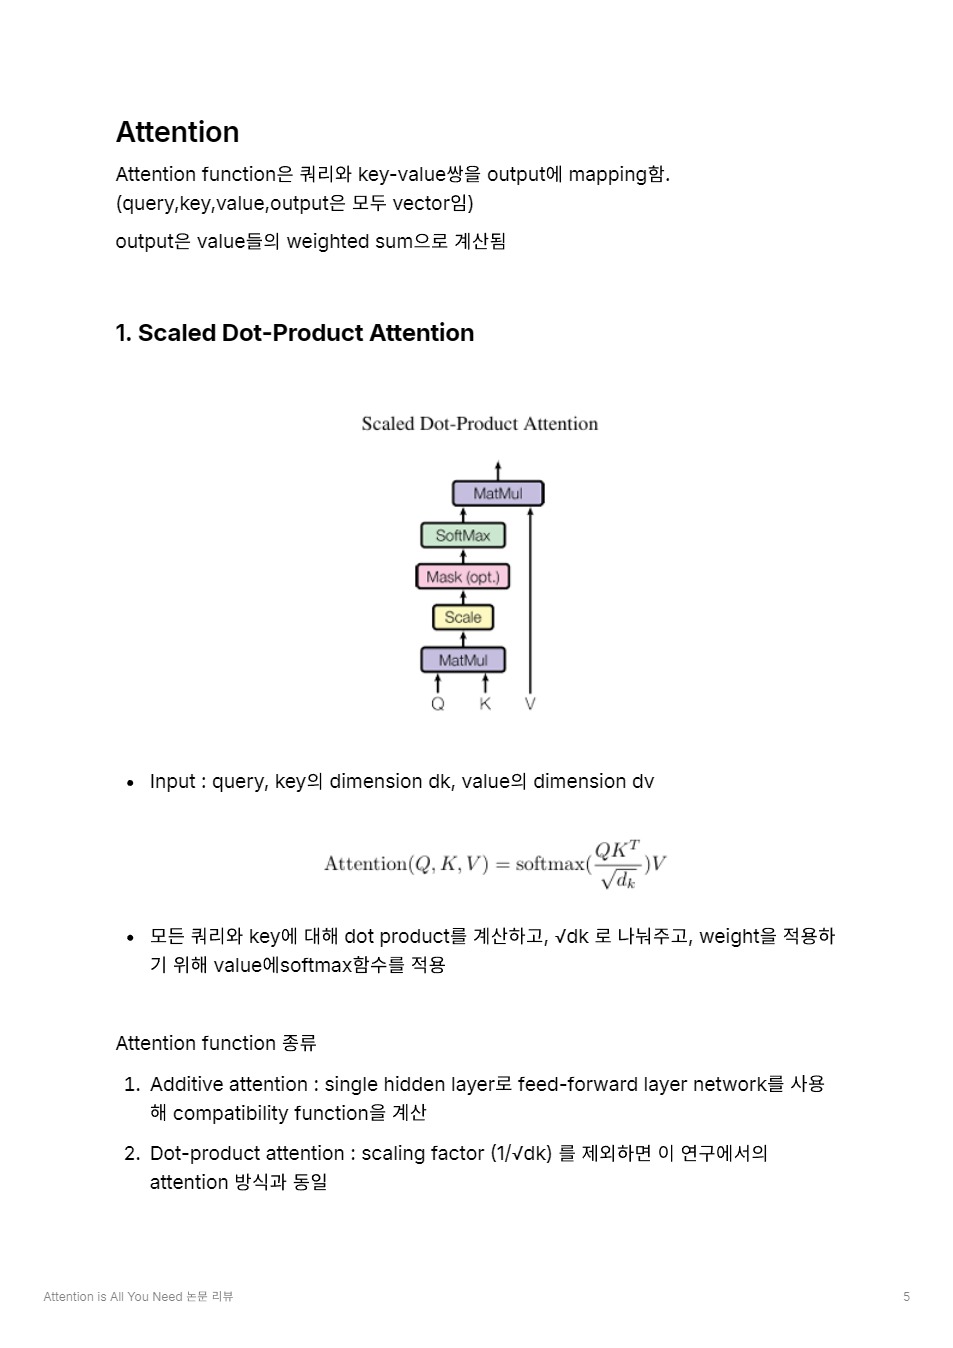 Attention
Attention function은 쿼리와 key-value쌍을 output에 mapping함.
(query,key,value,output은 모두 vector임)
output은 value들의 weighted sum으로 계산됨
1. Scaled Dot-Product Attention
Scaled Dot-Product Attention
MatMul
SoftMax
Mask (opt.)
Scale
MatMul
Q K V
• Input : query, key의 dimension dk, value의 dimension dv
Attention(Q, K, V) = softmax(QK^T/√d_k)V
• 모든 쿼리와 key에 대해 dot product를 계산하고, √dk 로 나눠주고, weight을 적용하
기 위해 value에softmax함수를 적용
Attention function 종류
1. Additive attention : single hidden layer로 feed-forward layer network를 사용
해 compatibility function을 계산
2. Dot-product attention : scaling factor (1/√dk) 를 제외하면 이 연구에서의
attention 방식과 동일
Attention is All You Need 논문 리뷰 5